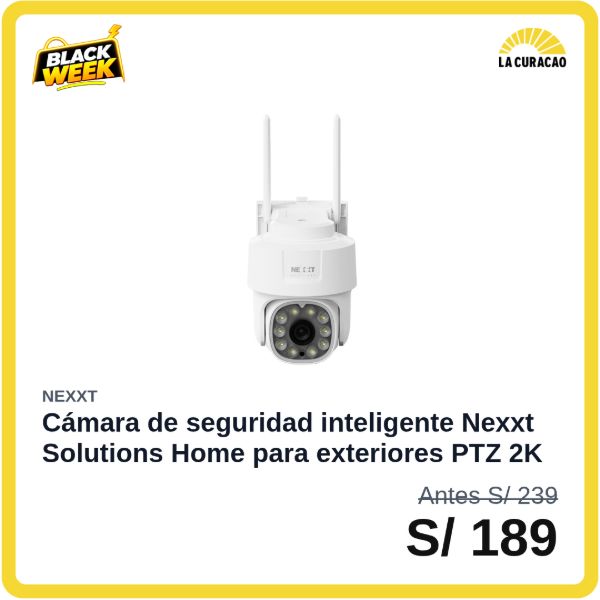 BLACK
WEEK
LA CURACAO
NEXXT
NEXXT
Cámara de seguridad inteligente Nexxt
Solutions Home para exteriores PTZ 2K
Antes S/ 239
S/ 189